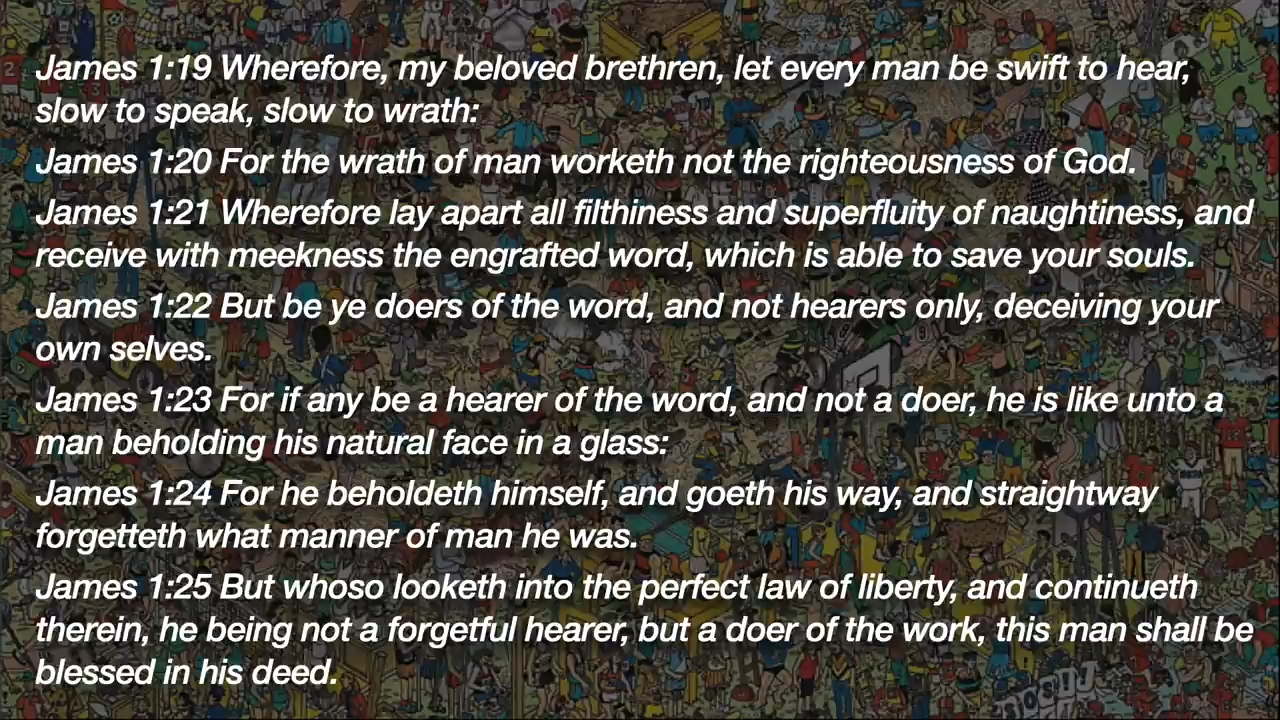 James 1:19 Wherefore, my beloved brethren, let every man be swift to hear,
slow to speak, slow to wrath:
James 1:20 For the wrath of man worketh not the righteousness of God.
James 1:21 Wherefore lay apart all filthiness and superfluity of naughtiness, and
receive with meekness the engrafted word, which is able to save your souls.
James 1:22 But be ye doers of the word, and not hearers only, deceiving your
own selves.
James 1:23 For if any be a hearer of the word, and not a doer, he is like unto a
man beholding his natural face in a glass:
James 1:24 For he beholdeth himself, and goeth his way, and straightway
forgetteth what manner of man he was.
James 1:25 But whoso looketh into the perfect law of liberty, and continueth
therein, he being not a forgetful hearer, but a doer of the work, this man shall be
blessed in his deed.